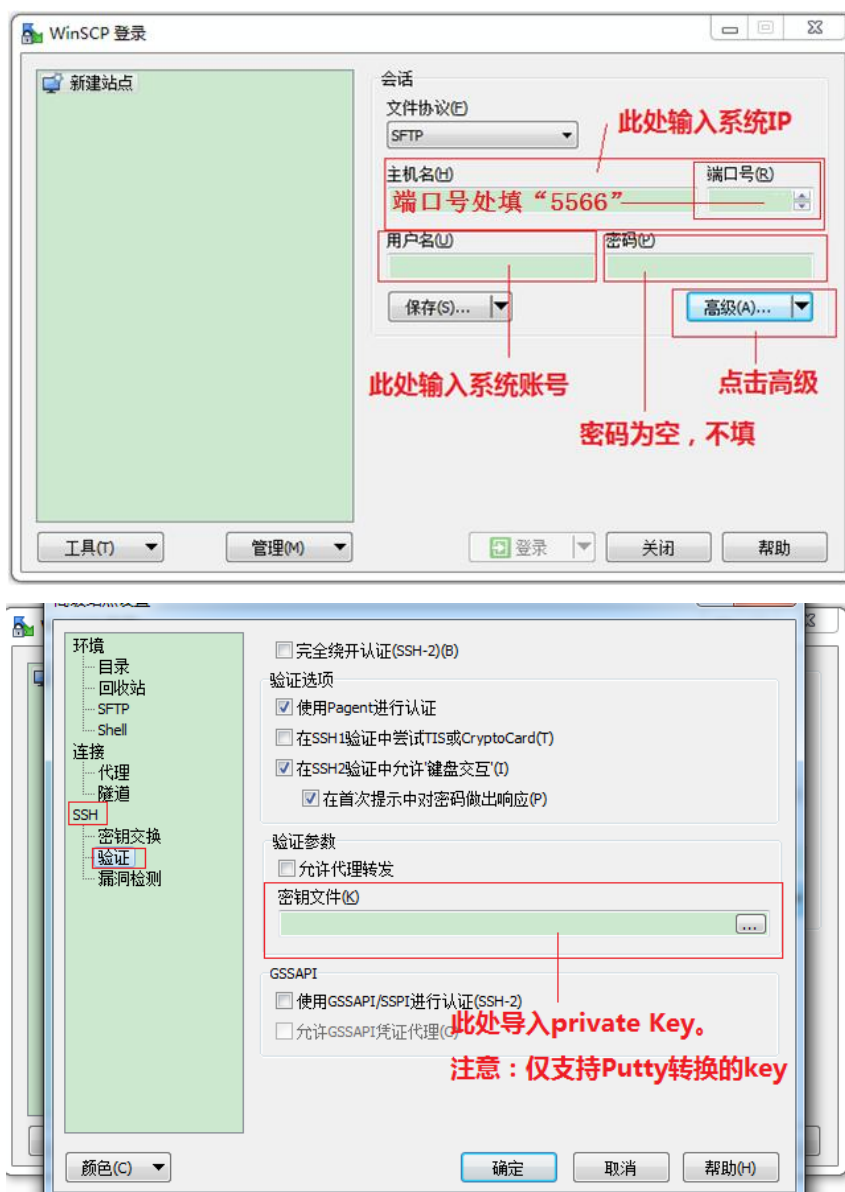 WinSCP 登录
新建站点
会话
文件协议(F)
SFTP
此处输入系统IP
主机名(H)
端口号(R)
端口号处填“5566”
用户名(U)
密码(P)
保存(S)...
高级(A)...
此处输入系统账号
点击高级
密码为空，不填
工具(T)
管理(M)
登录
关闭
帮助
环境
目录
回收站
SFTP
Shell
连接
代理
隧道
SSH
密钥交换
验证
漏洞检测
完全绕开认证(SSH-2)(B)
验证选项
使用Pagent进行认证
在SSH1验证中尝试TIS或CryptoCard(T)
在SSH2验证中允许'键盘交互'(I)
在首次提示中对密码做出响应(P)
验证参数
允许代理转发
密钥文件(K)
...
GSSAPI
使用GSSAPI/SSPI进行认证(SSH-2)
允许GSSAPI凭证代理
此处导入private Key。
注意：仅支持Putty转换的key
颜色(C)
确定
取消
帮助(H)